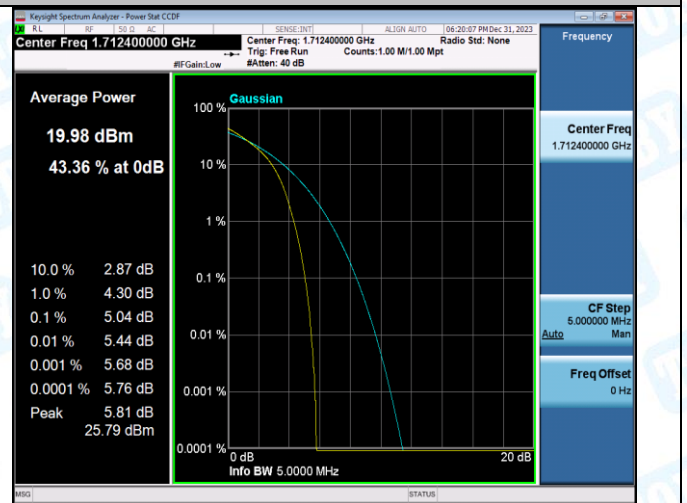 Keysight Spectrum Analyzer - Power Stat CCDF
RL RF 50 Ω AC SENSE:INT ALIGN AUTO 06:20:07 PM Dec 31, 2023
Center Freq 1.712400000 GHz
Center Freq: 1.712400000 GHz Radio Std: None
Trig: Free Run Counts:1.00 M/1.00 Mpt
#IFGain:Low #Atten: 40 dB
Frequency
Average Power
19.98 dBm
43.36 % at 0dB
10.0 % 2.87 dB
1.0 % 4.30 dB
0.1 % 5.04 dB
0.01 % 5.44 dB
0.001 % 5.68 dB
0.0001 % 5.76 dB
Peak 5.81 dB
25.79 dBm
100 % Gaussian
10 %
1 %
0.1 %
0.01 %
0.001 %
0.0001 %
0 dB 20 dB
Info BW 5.0000 MHz
Center Freq
1.712400000 GHz
CF Step
5.000000 MHz
Auto Man
Freq Offset
0 Hz
MSG STATUS